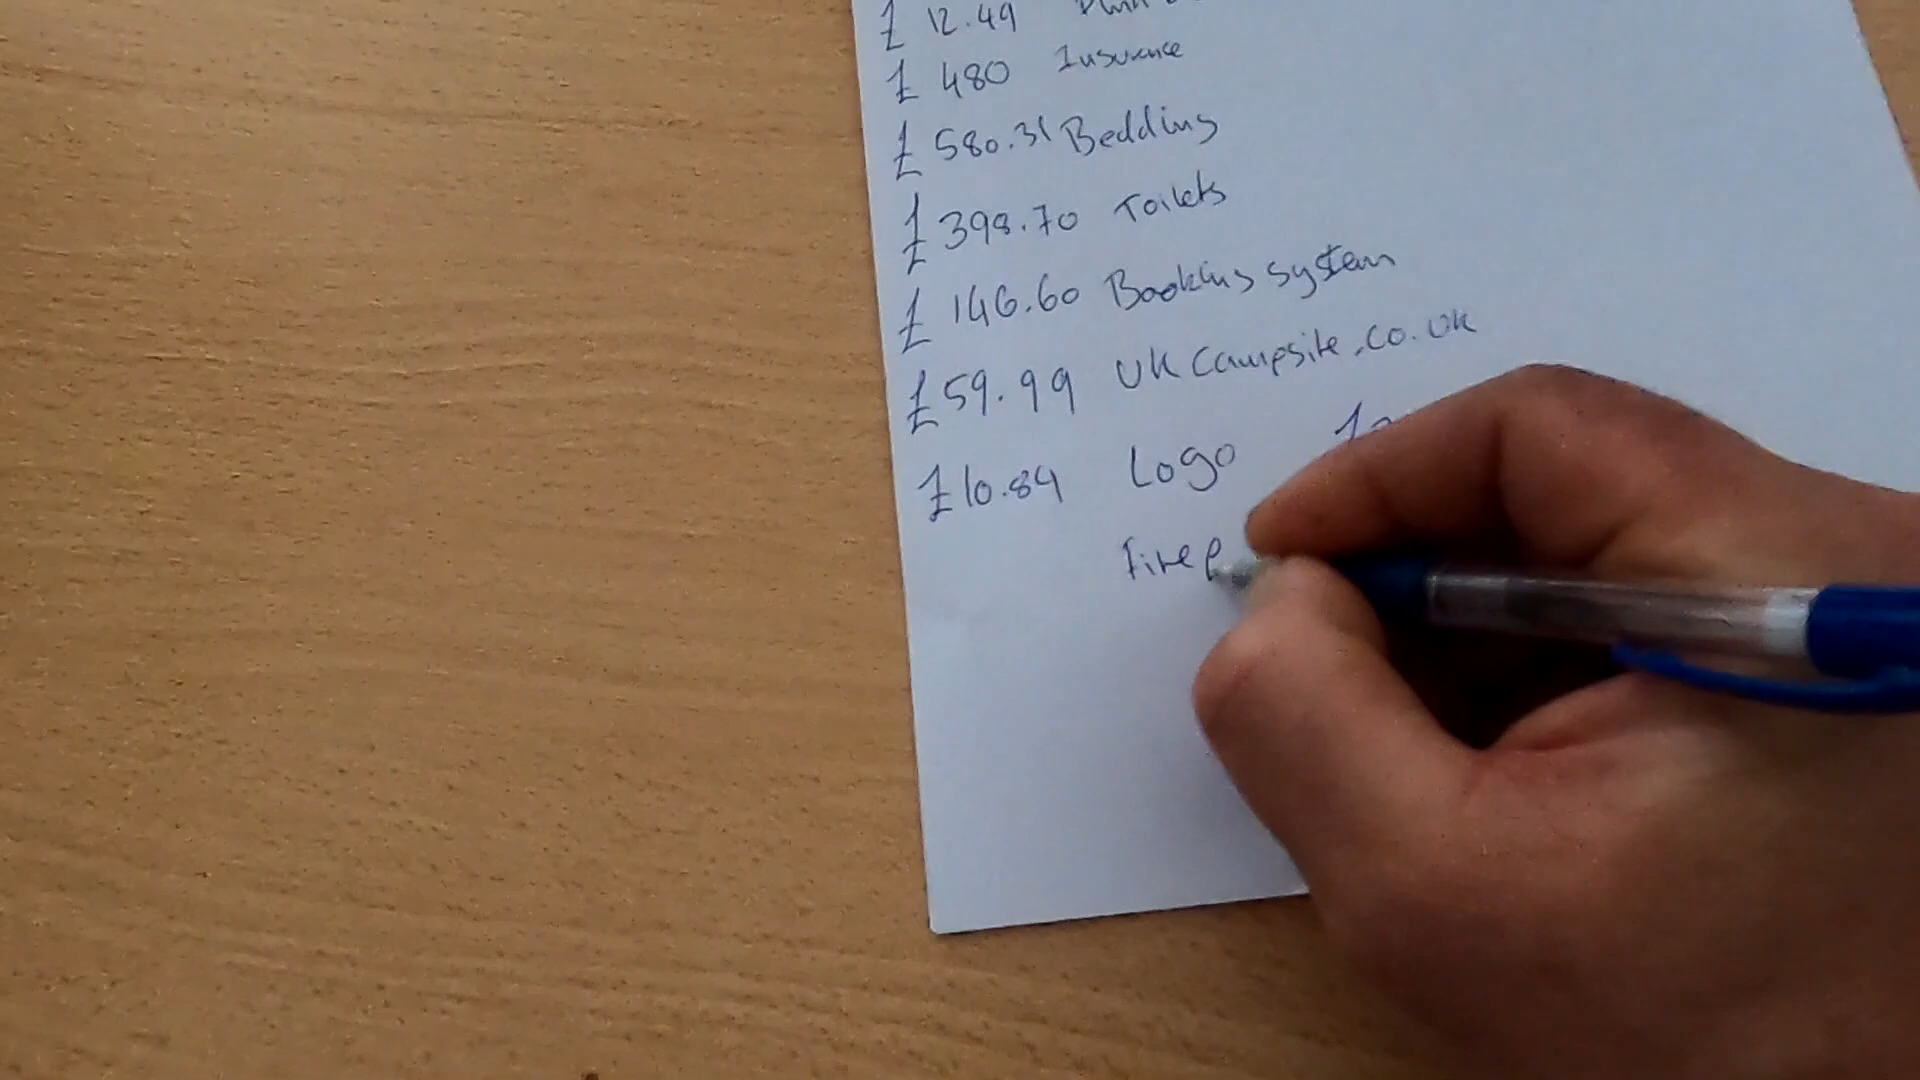 £ 12.49
£ 480 Insurance
£ 580.31 Bedding
£ 398.70 Toilets
£ 146.60 Booking system
£59.99 UK Campsite.co.uk
£10.84 Logo
Fire